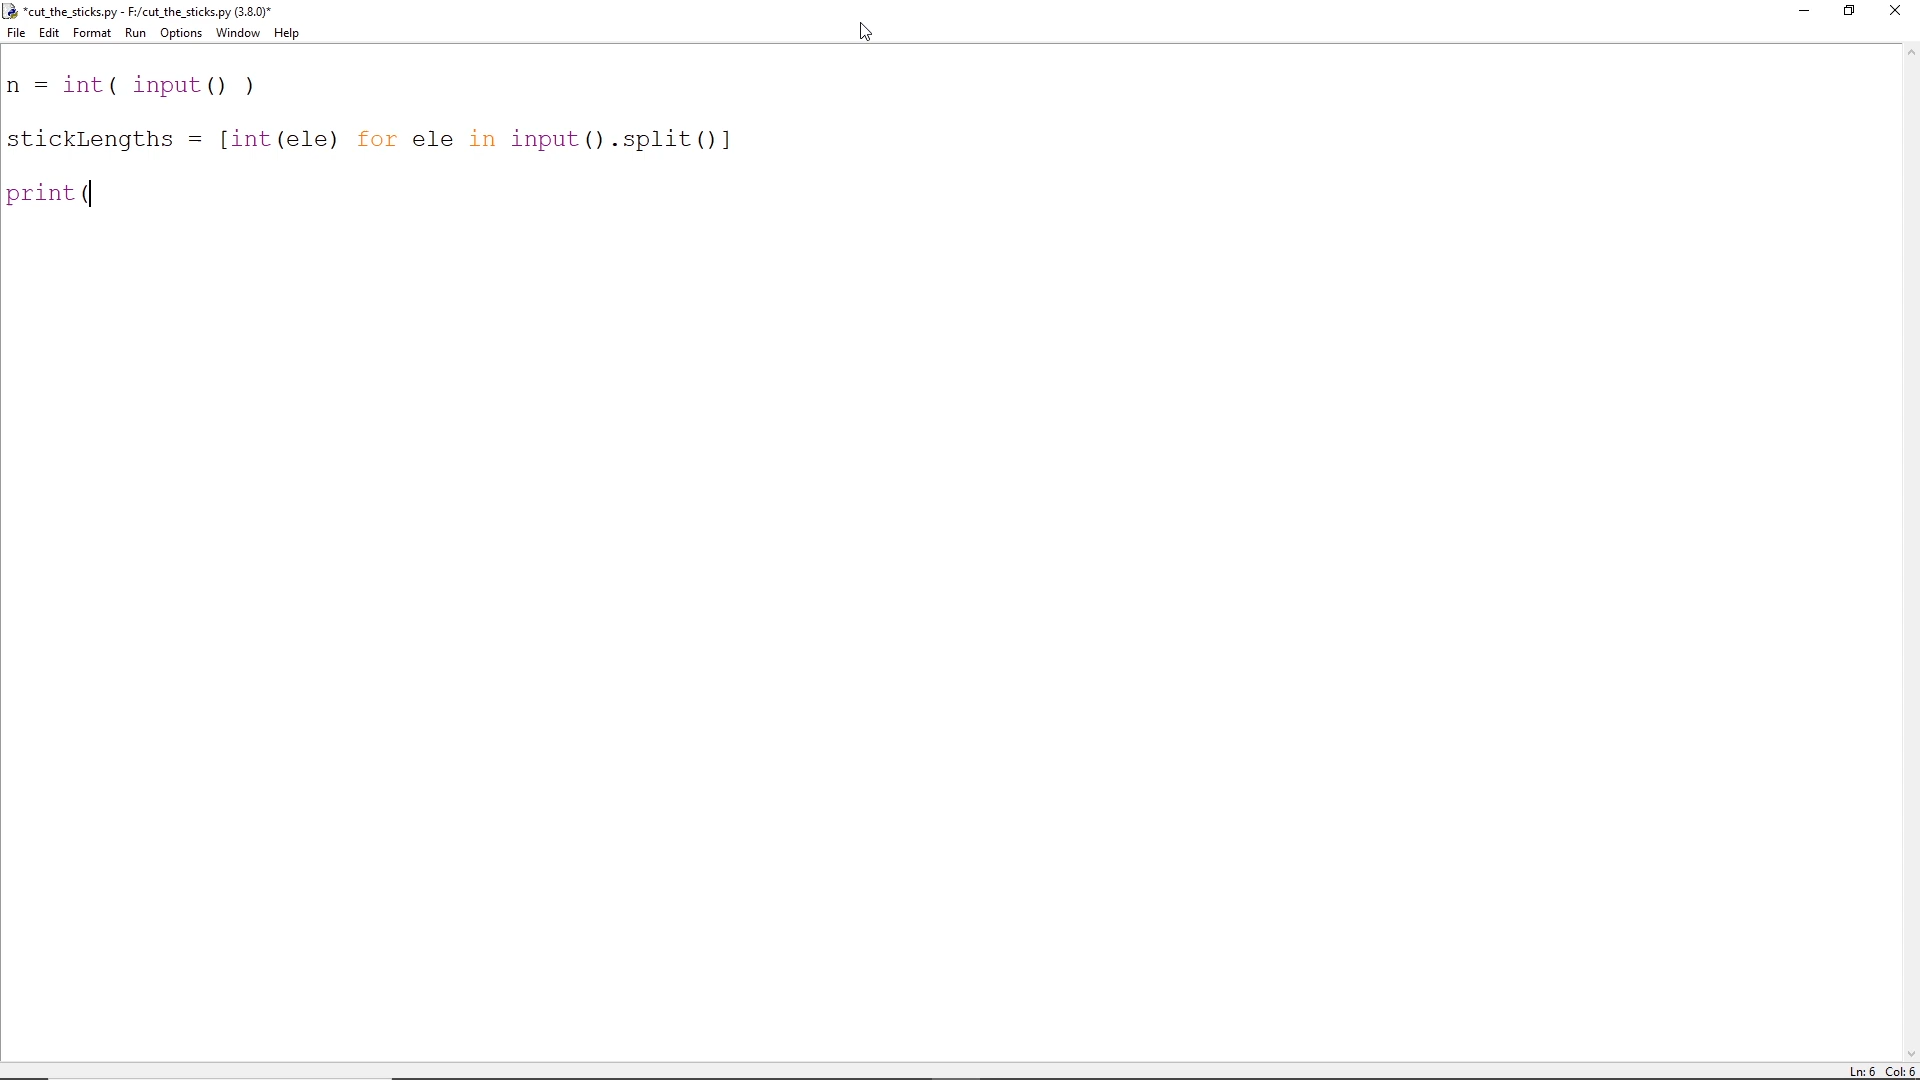 *cut_the_sticks.py - F:/cut_the_sticks.py (3.8.0)*
File Edit Format Run Options Window Help
n = int( input() )
stickLengths = [int(ele) for ele in input().split()]
print(
Ln: 6 Col: 6